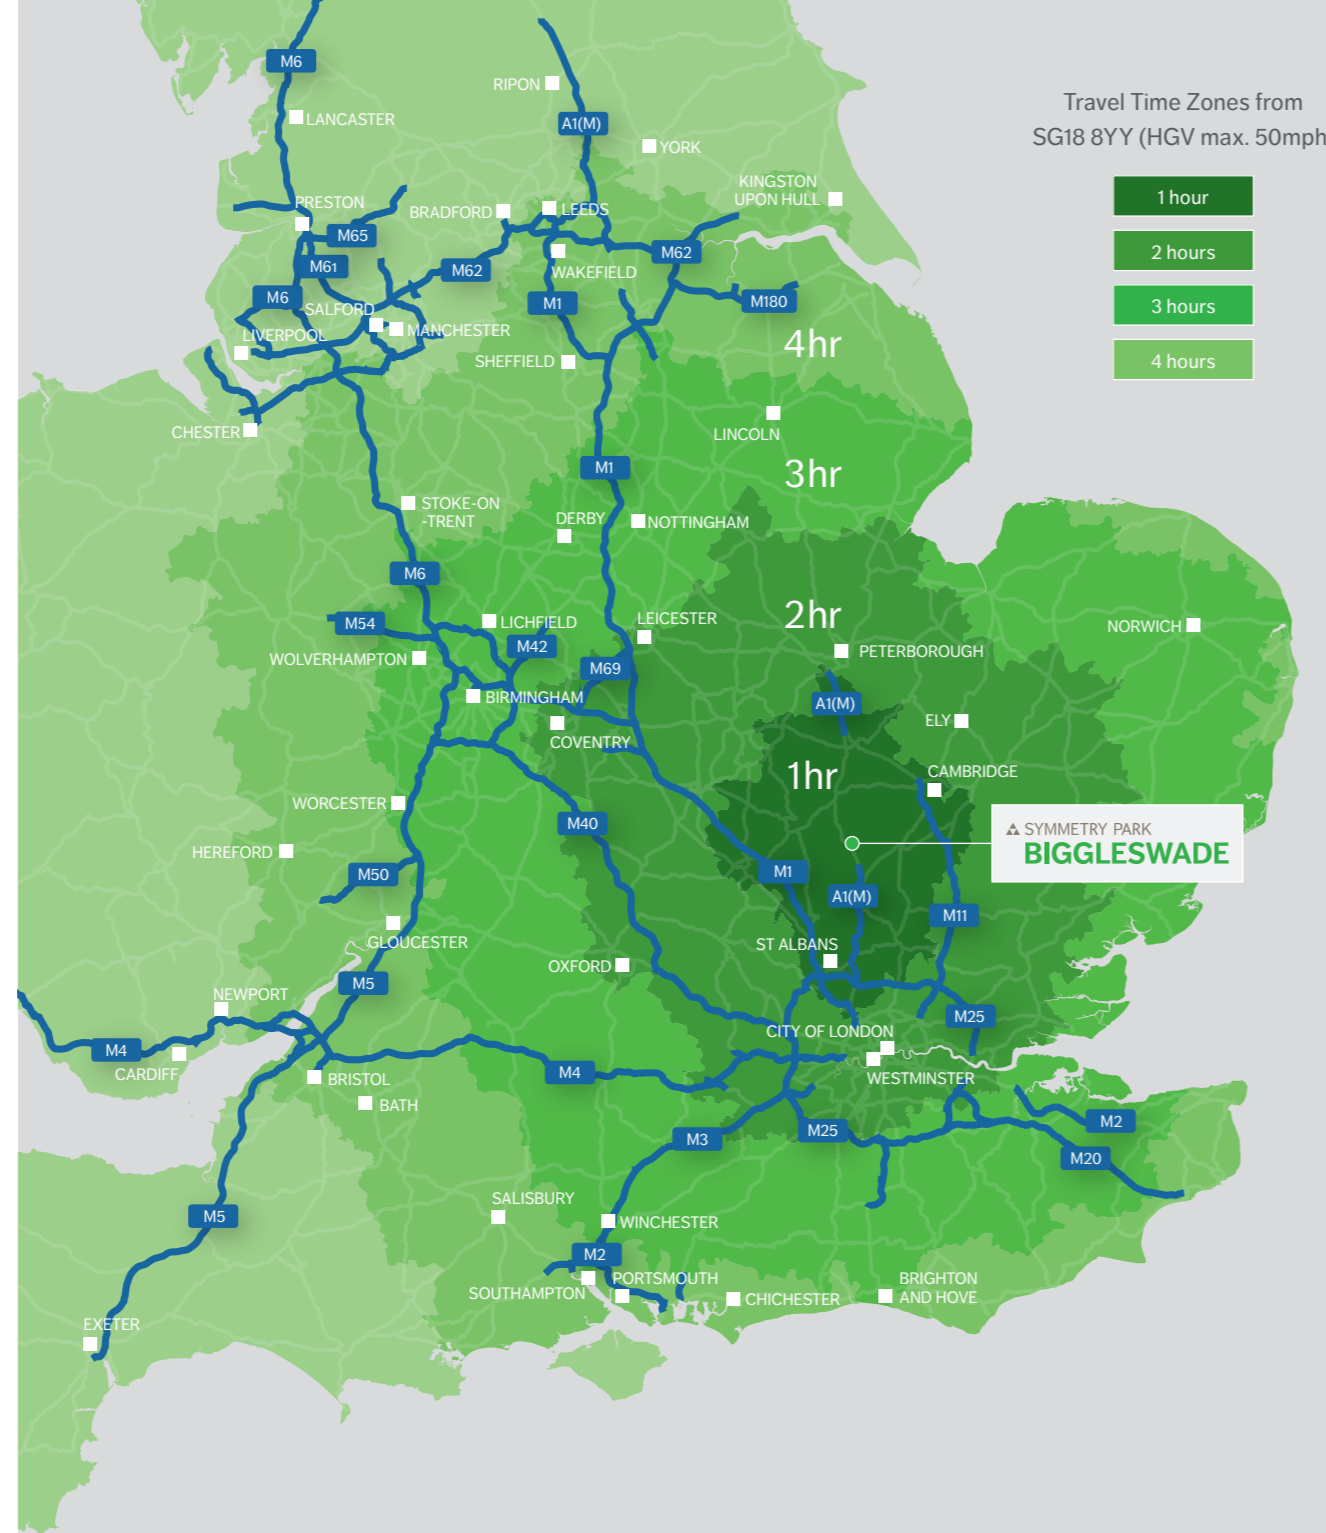 Travel Time Zones from
SG18 8YY (HGV max. 50mph
1 hour
2 hours
3 hours
4 hours
M6
LANCASTER
RIPON
A1(M)
YORK
KINGSTON
UPON HULL
PRESTON
BRADFORD
LEEDS
M65
M61
M62
WAKEFIELD
M62
M6
SALFORD
M1
M180
LIVERPOOL
MANCHESTER
4hr
SHEFFIELD
CHESTER
LINCOLN
M1
3hr
STOKE-ON
-TRENT
DERBY
NOTTINGHAM
M6
M54
LICHFIELD
LEICESTER
2hr
NORWICH
M42
WOLVERHAMPTON
M69
PETERBOROUGH
BIRMINGHAM
A1(M)
ELY
COVENTRY
1hr
CAMBRIDGE
WORCESTER
M40
SYMMETRY PARK
BIGGLESWADE
HEREFORD
M50
M1
A1(M)
M11
GLOUCESTER
ST ALBANS
OXFORD
M5
NEWPORT
M25
CITY OF LONDON
M4
CARDIFF
BRISTOL
M4
WESTMINSTER
BATH
M3
M25
M2
M20
SALISBURY
M5
WINCHESTER
M2
PORTSMOUTH
SOUTHAMPTON
CHICHESTER
BRIGHTON
AND HOVE
EXETER